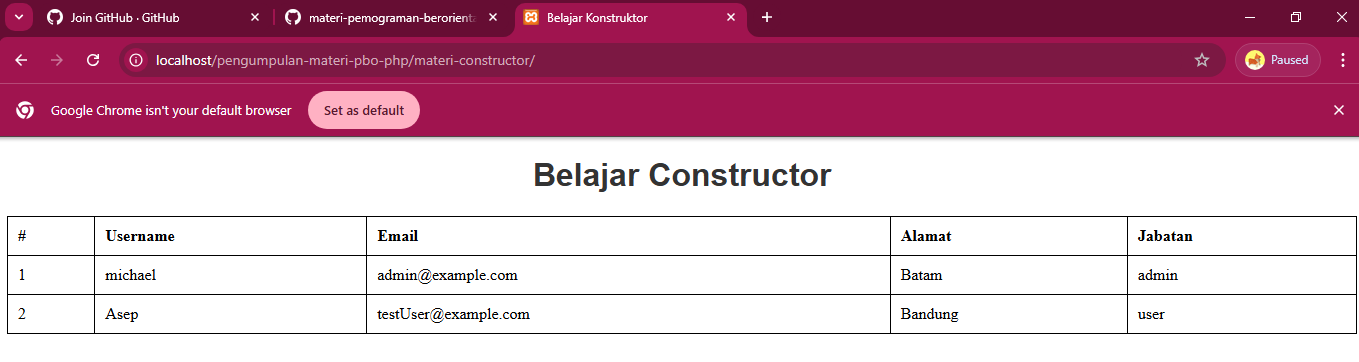 Join GitHub · GitHub
materi-pemograman-berorienta
Belajar Konstruktor
localhost/pengumpulan-materi-pbo-php/materi-constructor/
Paused
Google Chrome isn't your default browser
Set as default
Belajar Constructor
# Username Email Alamat Jabatan
1 michael admin@example.com Batam admin
2 Asep testUser@example.com Bandung user